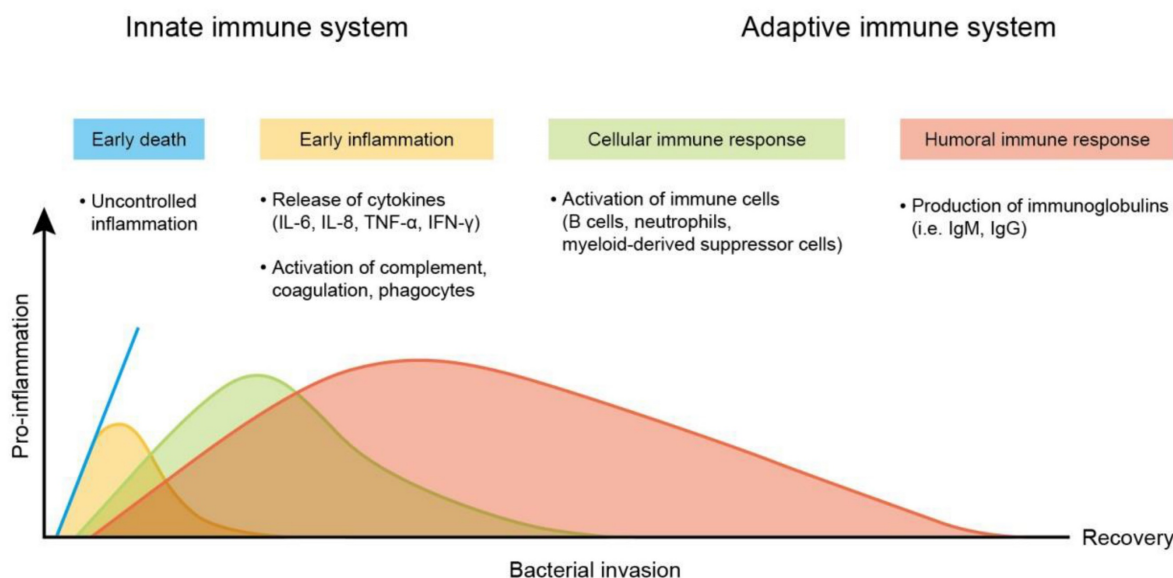 Innate immune system
Adaptive immune system
Early death
Early inflammation
Cellular immune response
Humoral immune response
• Uncontrolled
inflammation
• Release of cytokines
(IL-6, IL-8, TNF-α, IFN-γ)
• Activation of complement,
coagulation, phagocytes
• Activation of immune cells
(B cells, neutrophils,
myeloid-derived suppressor cells)
• Production of immunoglobulins
(i.e. IgM, IgG)
Pro-inflammation
Recovery
Bacterial invasion